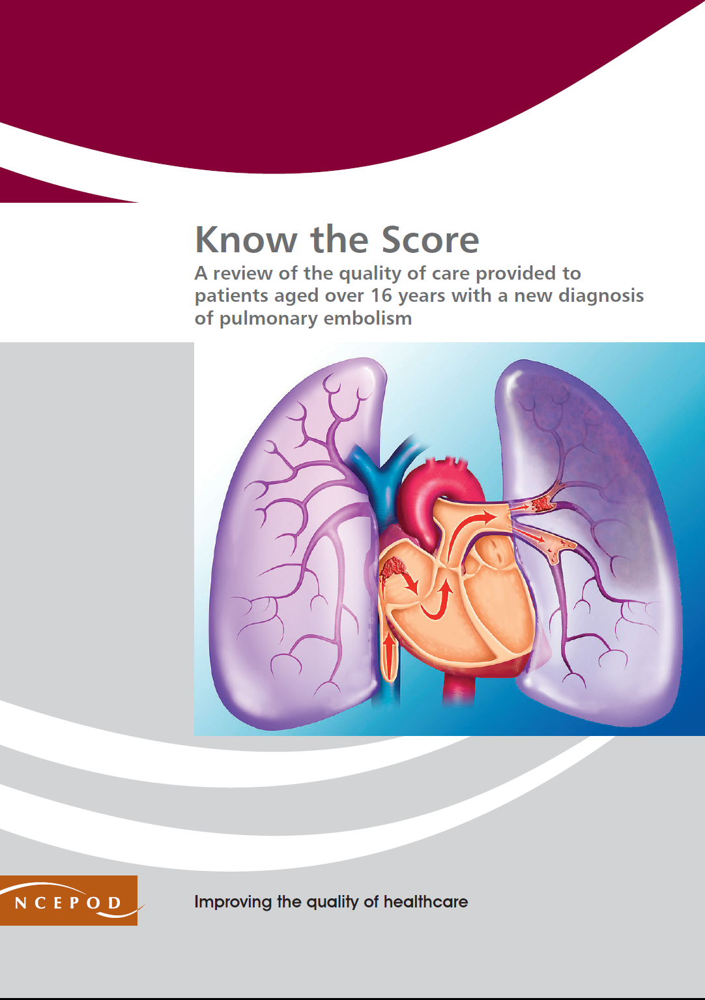 Know the Score
A review of the quality of care provided to
patients aged over 16 years with a new diagnosis
of pulmonary embolism
NCEPOD
Improving the quality of healthcare